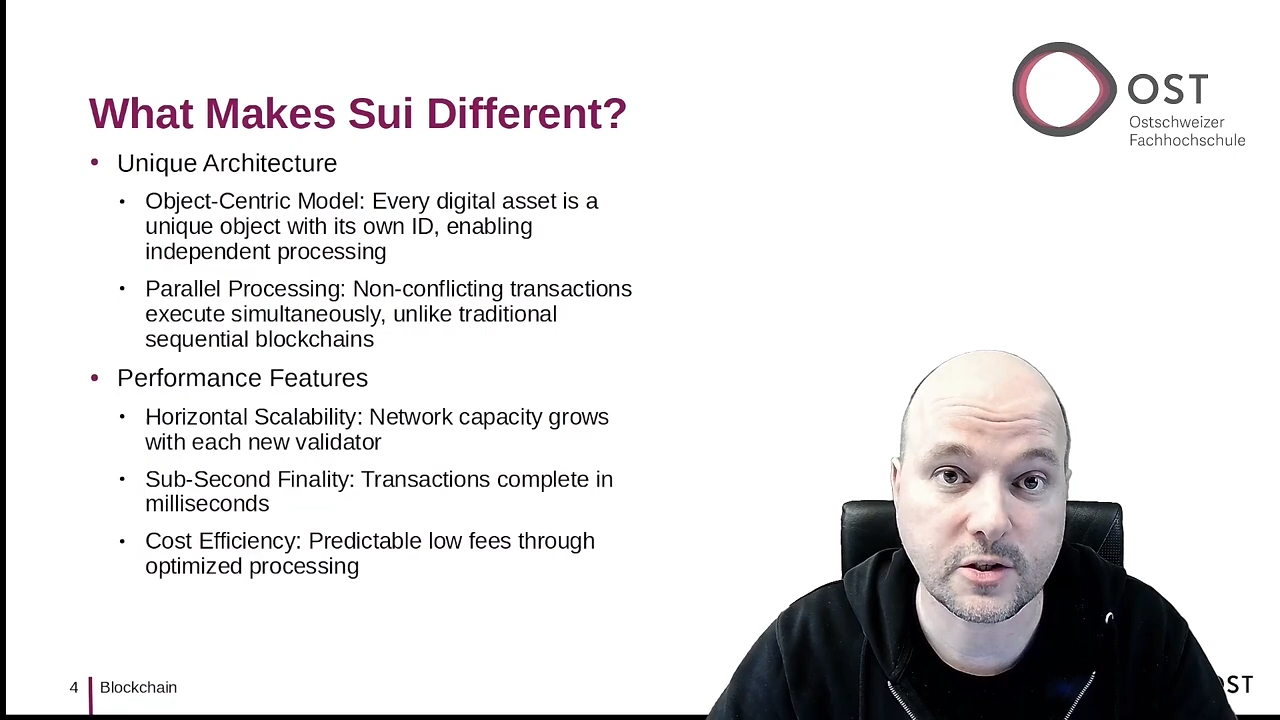 OST
Ostschweizer
Fachhochschule
What Makes Sui Different?
• Unique Architecture
• Object-Centric Model: Every digital asset is a
unique object with its own ID, enabling
independent processing
• Parallel Processing: Non-conflicting transactions
execute simultaneously, unlike traditional
sequential blockchains
• Performance Features
• Horizontal Scalability: Network capacity grows
with each new validator
• Sub-Second Finality: Transactions complete in
milliseconds
• Cost Efficiency: Predictable low fees through
optimized processing
4 Blockchain
OST